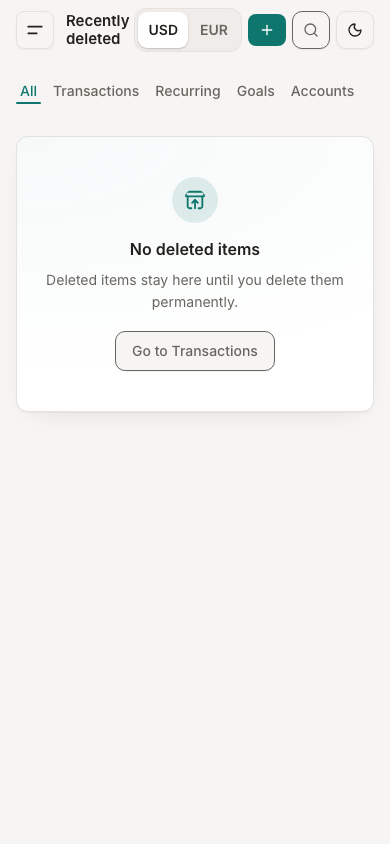 Recently
deleted
USD
EUR
All
Transactions
Recurring
Goals
Accounts
No deleted items
Deleted items stay here until you delete them
permanently.
Go to Transactions